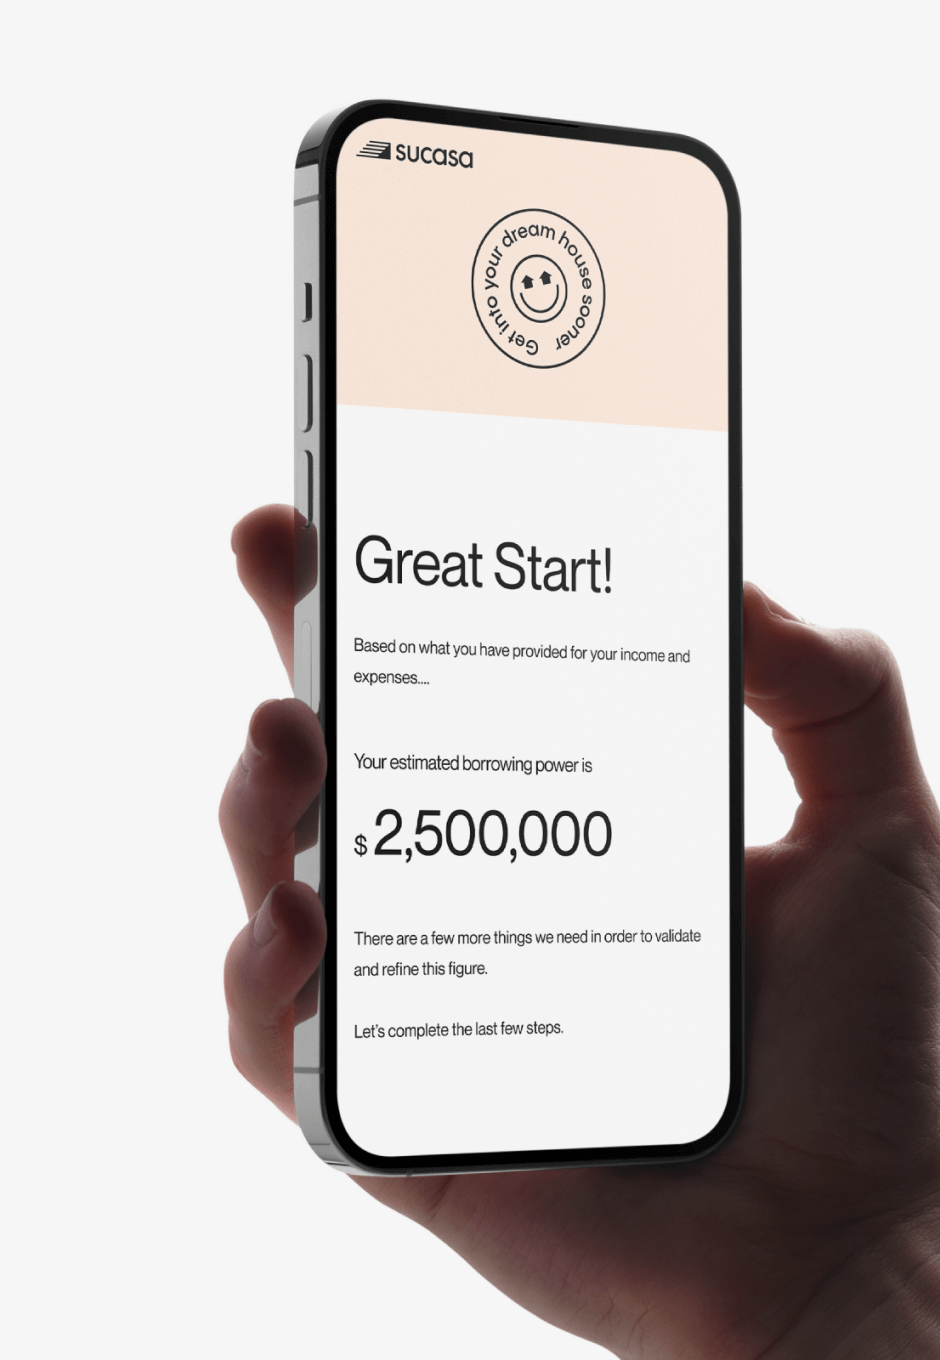 sucasa
Get into your dream house sooner
Great Start!
Based on what you have provided for your income and
expenses....
Your estimated borrowing power is
$2,500,000
There are a few more things we need in order to validate
and refine this figure.
Let's complete the last few steps.